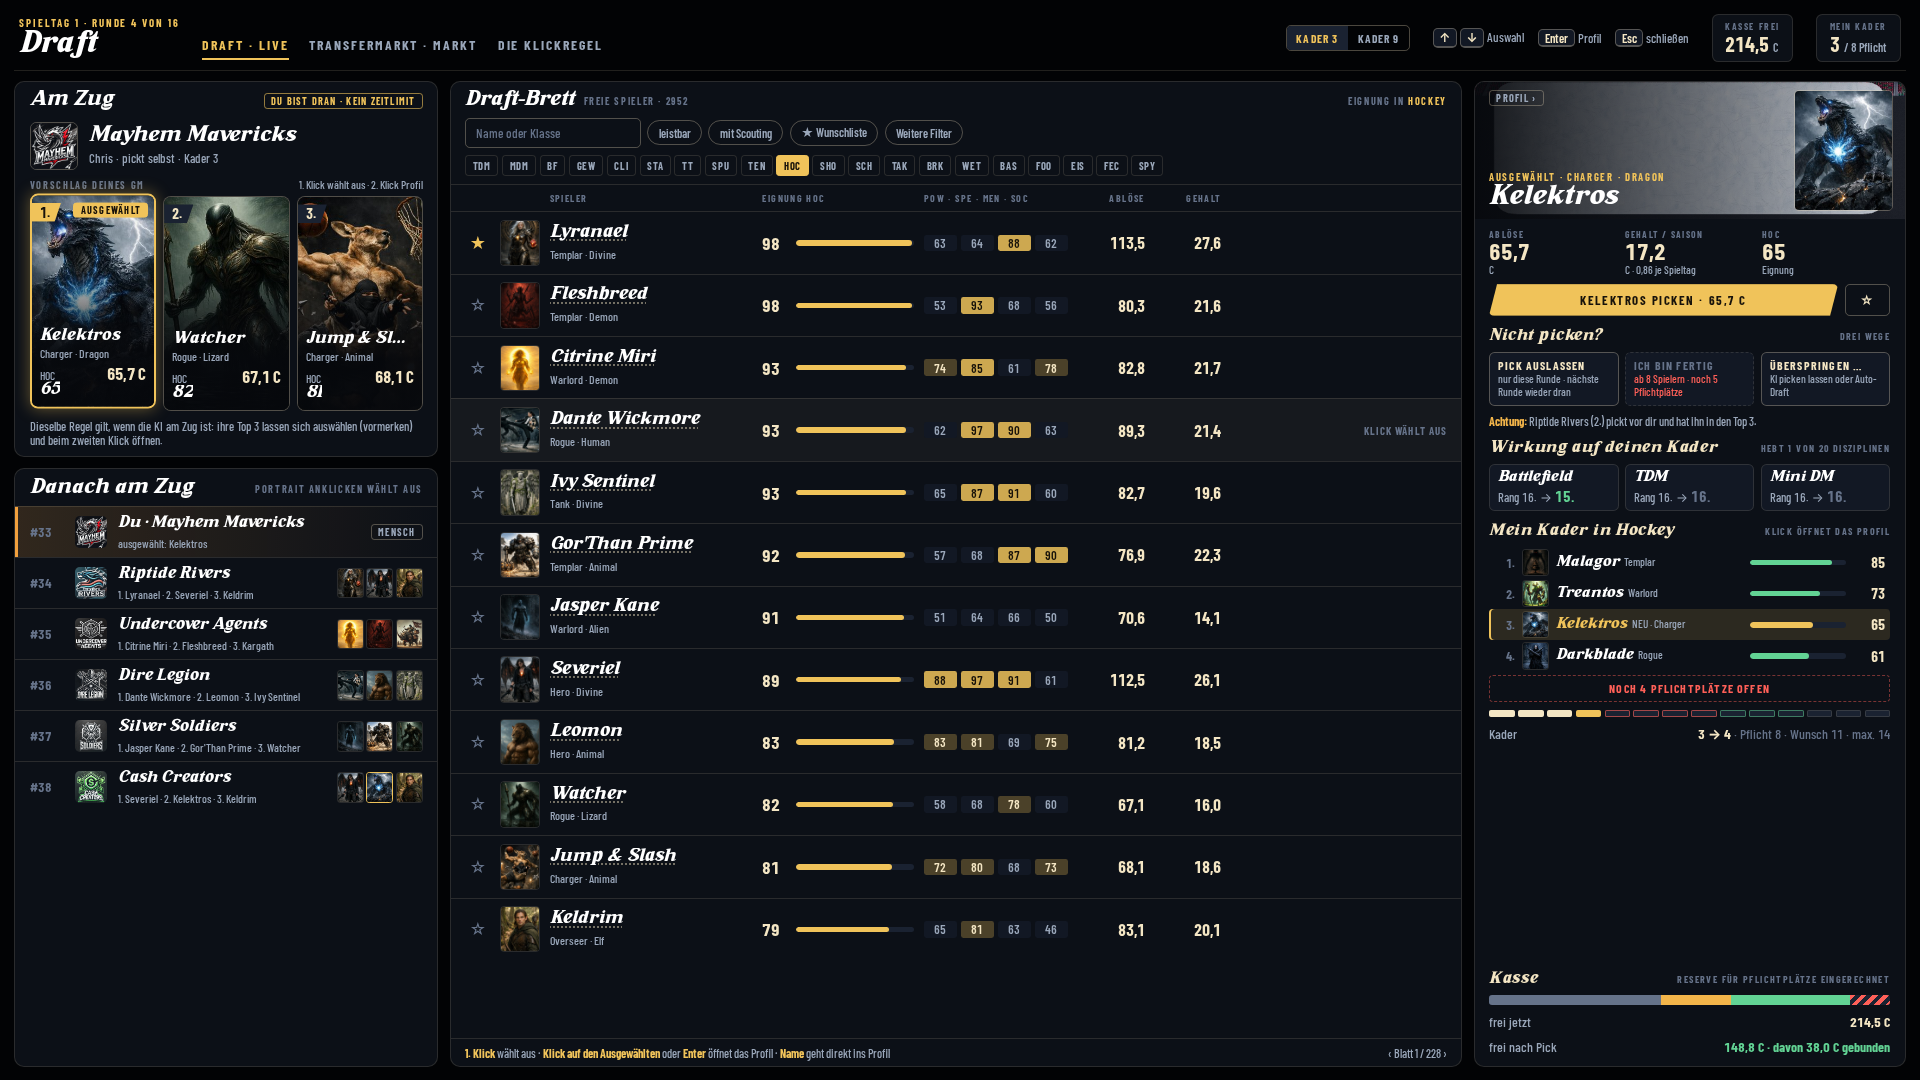 SPIELTAG 1 · RUNDE 4 VON 16
Draft
DRAFT · LIVE
TRANSFERMARKT · MARKT
DIE KLICKREGEL
KADER 3
KADER 9
↑ ↓ Auswahl
Enter Profil
Esc schließen
KASSE FREI
214,5 C
MEIN KADER
3 / 8 Pflicht
Am Zug
DU BIST DRAN · KEIN ZEITLIMIT
Mayhem Mavericks
Chris · pickt selbst · Kader 3
VORSCHLAG DEINES GM
1. Klick wählt aus · 2. Klick Profil
1.
AUSGEWÄHLT
Kelektros
Charger · Dragon
HOC
65
65,7 C
2.
Watcher
Rogue · Lizard
HOC
82
67,1 C
3.
Jump & Sl...
Charger · Animal
HOC
81
68,1 C
Dieselbe Regel gilt, wenn die KI am Zug ist: ihre Top 3 lassen sich auswählen (vormerken)
und beim zweiten Klick öffnen.
Danach am Zug
PORTRAIT ANKLICKEN WÄHLT AUS
#33
Du · Mayhem Mavericks
ausgewählt: Kelektros
MENSCH
#34
Riptide Rivers
1. Lyranael · 2. Severiel · 3. Keldrim
#35
Undercover Agents
1. Citrine Miri · 2. Fleshbreed · 3. Kargath
#36
Dire Legion
1. Dante Wickmore · 2. Leomon · 3. Ivy Sentinel
#37
Silver Soldiers
1. Jasper Kane · 2. Gor'Than Prime · 3. Watcher
#38
Cash Creators
1. Severiel · 2. Kelektros · 3. Keldrim
Draft-Brett
FREIE SPIELER · 2952
EIGNUNG IN HOCKEY
Name oder Klasse
leistbar
mit Scouting
★ Wunschliste
Weitere Filter
TDM MDM BF GEW CLI STA TT SPU TEN HOC SHO SCH TAK BRK WET BAS FOO EIS FEC SPY
SPIELER EIGNUNG HOC POW · SPE · MEN · SOC ABLÖSE GEHALT
★ Lyranael
Templar · Divine
98 63 64 88 62 113,5 27,6
☆ Fleshbreed
Templar · Demon
98 53 93 68 56 80,3 21,6
☆ Citrine Miri
Warlord · Demon
93 74 85 61 78 82,8 21,7
☆ Dante Wickmore
Rogue · Human
93 62 97 90 63 89,3 21,4
KLICK WÄHLT AUS
☆ Ivy Sentinel
Tank · Divine
93 65 87 91 60 82,7 19,6
☆ Gor'Than Prime
Templar · Animal
92 57 68 87 90 76,9 22,3
☆ Jasper Kane
Warlord · Alien
91 51 64 66 50 70,6 14,1
☆ Severiel
Hero · Divine
89 88 97 91 61 112,5 26,1
☆ Leomon
Hero · Animal
83 83 81 69 75 81,2 18,5
☆ Watcher
Rogue · Lizard
82 58 68 78 60 67,1 16,0
☆ Jump & Slash
Charger · Animal
81 72 80 68 73 68,1 18,6
☆ Keldrim
Overseer · Elf
79 65 81 63 46 83,1 20,1
1. Klick wählt aus · Klick auf den Ausgewählten oder Enter öffnet das Profil · Name geht direkt ins Profil
‹ Blatt 1 / 228 ›
PROFIL ›
AUSGEWÄHLT · CHARGER · DRAGON
Kelektros
ABLÖSE
65,7
C
GEHALT / SAISON
17,2
C · 0,86 je Spieltag
HOC
65
Eignung
KELEKTROS PICKEN · 65,7 C
☆
Nicht picken?
DREI WEGE
PICK AUSLASSEN
nur diese Runde · nächste
Runde wieder dran
ICH BIN FERTIG
ab 8 Spielern · noch 5
Pflichtplätze
ÜBERSPRINGEN ...
KI picken lassen oder Auto-
Draft
Achtung: Riptide Rivers (2.) pickt vor dir und hat ihn in den Top 3.
Wirkung auf deinen Kader
HEBT 1 VON 20 DISZIPLINEN
Battlefield
Rang 16. → 15.
TDM
Rang 16. → 16.
Mini DM
Rang 16. → 16.
Mein Kader in Hockey
KLICK ÖFFNET DAS PROFIL
1. Malagor Templar 85
2. Treantos Warlord 73
3. Kelektros NEU · Charger 65
4. Darkblade Rogue 61
NOCH 4 PFLICHTPLÄTZE OFFEN
Kader
3 → 4 · Pflicht 8 · Wunsch 11 · max. 14
Kasse
RESERVE FÜR PFLICHTPLÄTZE EINGERECHNET
frei jetzt
214,5 C
frei nach Pick
148,8 C · davon 38,0 C gebunden